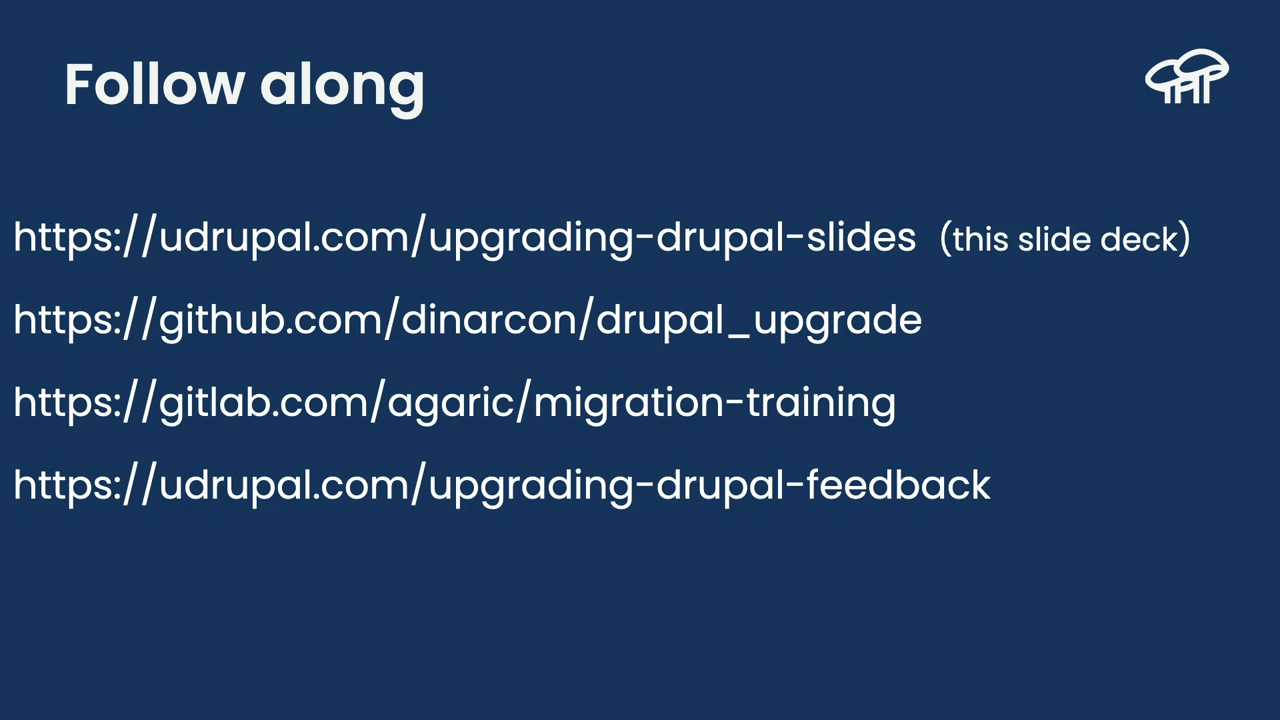 Follow along
https://udrupal.com/upgrading-drupal-slides (this slide deck)
https://github.com/dinarcon/drupal_upgrade
https://gitlab.com/agaric/migration-training
https://udrupal.com/upgrading-drupal-feedback